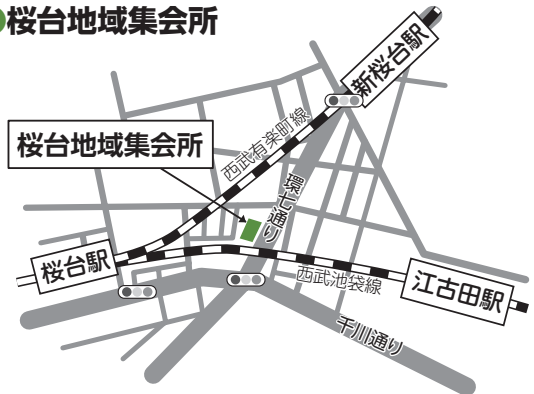 ●桜台地域集会所
新桜台駅
西武有楽町線
桜台地域集会所
環七通り
桜台駅
西武池袋線
江古田駅
千川通り